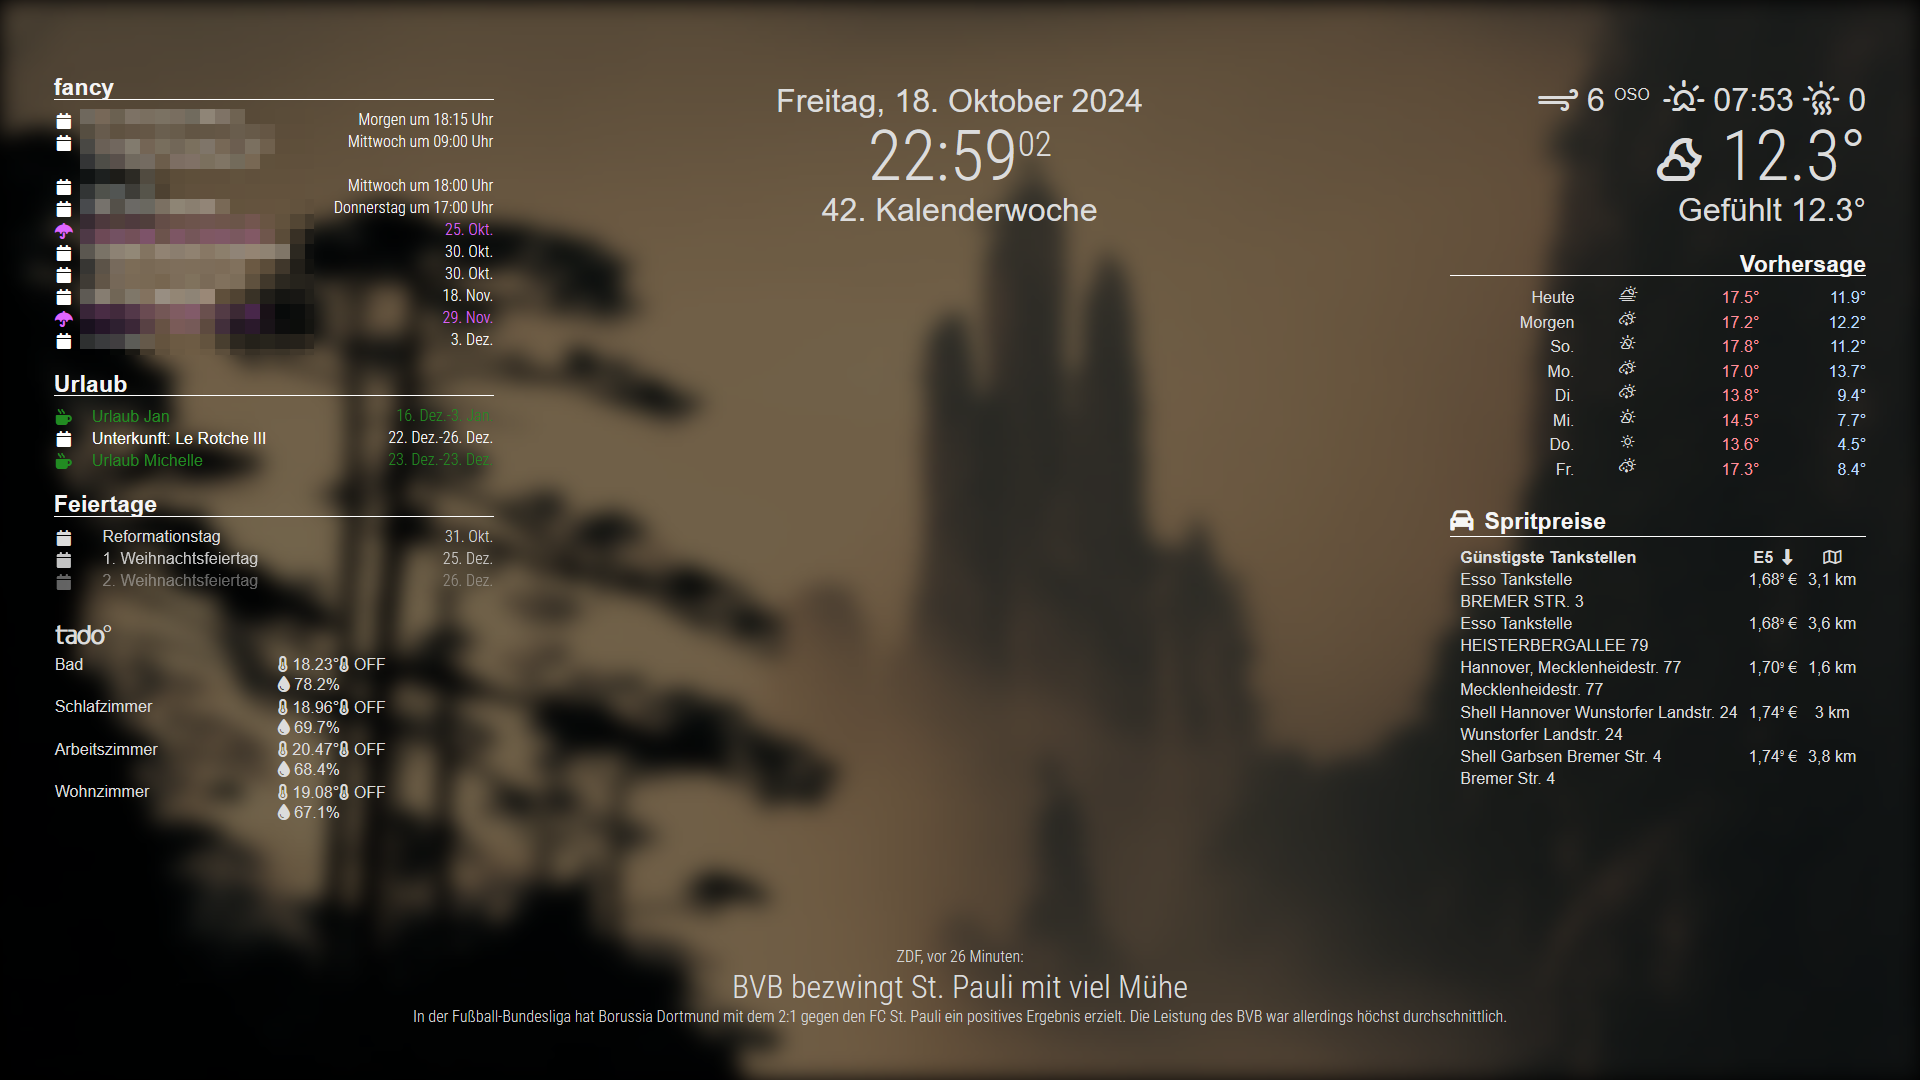 fancy
Morgen um 18:15 Uhr
Mittwoch um 09:00 Uhr
Mittwoch um 18:00 Uhr
Donnerstag um 17:00 Uhr
25. Okt.
30. Okt.
30. Okt.
18. Nov.
29. Nov.
3. Dez.
Urlaub
Urlaub Jan 16. Dez.-3. Jan.
Unterkunft: Le Rotche III 22. Dez.-26. Dez.
Urlaub Michelle 23. Dez.-23. Dez.
Feiertage
Reformationstag 31. Okt.
1. Weihnachtsfeiertag 25. Dez.
2. Weihnachtsfeiertag 26. Dez.
tado°
Bad 18.23° OFF
78.2%
Schlafzimmer 18.96° OFF
69.7%
Arbeitszimmer 20.47° OFF
68.4%
Wohnzimmer 19.08° OFF
67.1%
Freitag, 18. Oktober 2024
22:59 02
42. Kalenderwoche
6 OSO 07:53 0
12.3°
Gefühlt 12.3°
Vorhersage
Heute 17.5° 11.9°
Morgen 17.2° 12.2°
So. 17.8° 11.2°
Mo. 17.0° 13.7°
Di. 13.8° 9.4°
Mi. 14.5° 7.7°
Do. 13.6° 4.5°
Fr. 17.3° 8.4°
Spritpreise
Günstigste Tankstellen E5
Esso Tankstelle 1,68⁹ € 3,1 km
BREMER STR. 3
Esso Tankstelle 1,68⁹ € 3,6 km
HEISTERBERGALLEE 79
Hannover, Mecklenheidestr. 77 1,70⁹ € 1,6 km
Mecklenheidestr. 77
Shell Hannover Wunstorfer Landstr. 24 1,74⁹ € 3 km
Wunstorfer Landstr. 24
Shell Garbsen Bremer Str. 4 1,74⁹ € 3,8 km
Bremer Str. 4
ZDF, vor 26 Minuten:
BVB bezwingt St. Pauli mit viel Mühe
In der Fußball-Bundesliga hat Borussia Dortmund mit dem 2:1 gegen den FC St. Pauli ein positives Ergebnis erzielt. Die Leistung des BVB war allerdings höchst durchschnittlich.